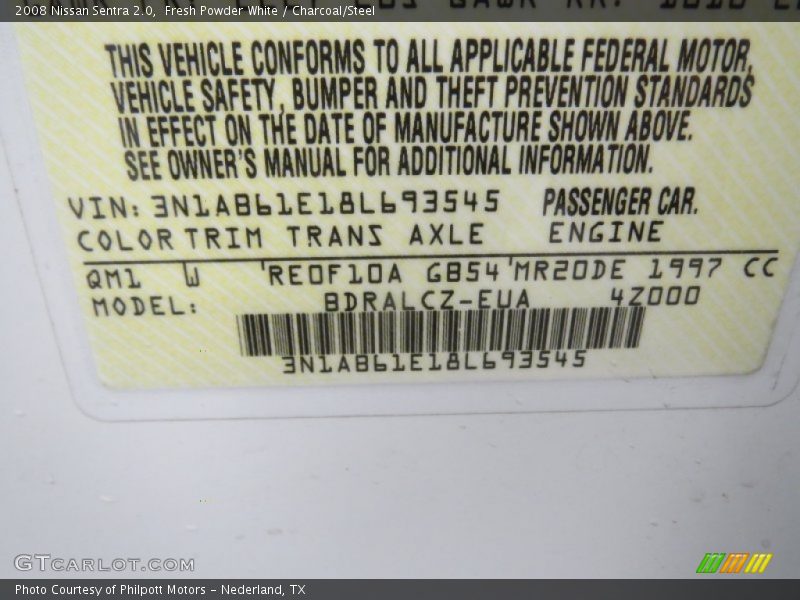 2008 Nissan Sentra 2.0, Fresh Powder White / Charcoal/Steel
THIS VEHICLE CONFORMS TO ALL APPLICABLE FEDERAL MOTOR
VEHICLE SAFETY, BUMPER AND THEFT PREVENTION STANDARDS
IN EFFECT ON THE DATE OF MANUFACTURE SHOWN ABOVE.
SEE OWNER'S MANUAL FOR ADDITIONAL INFORMATION.
VIN: 3N1AB61E18L693545 PASSENGER CAR.
COLOR TRIM TRANS AXLE ENGINE
QM1 W 'RE0F10A GB54'MR20DE 1997 CC
MODEL: BDRALCZ-EUA 4Z000
3N1AB61E18L693545
GTCARLOT.COM
Photo Courtesy of Philpott Motors - Nederland, TX